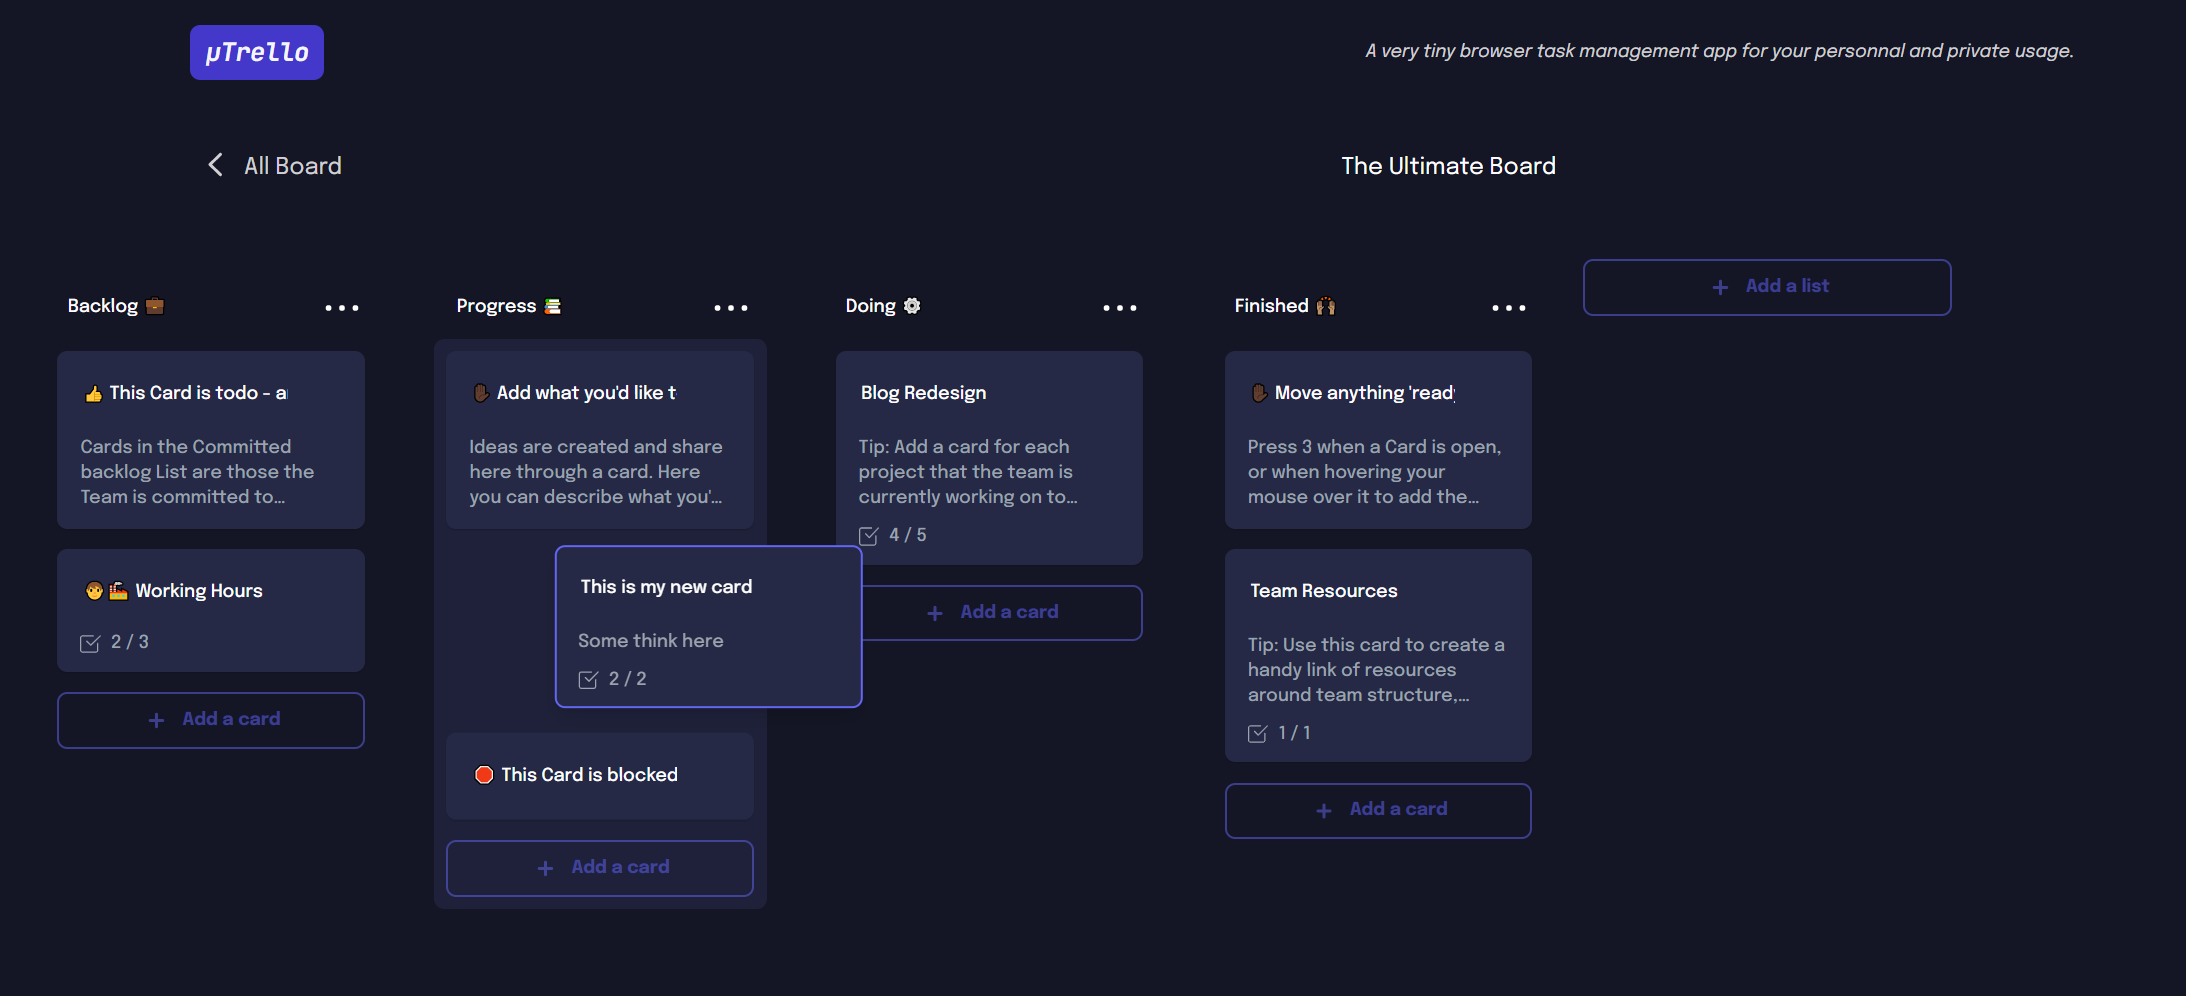 μTrello
A very tiny browser task management app for your personnal and private usage.
All Board
The Ultimate Board
Backlog
This Card is todo - a
Cards in the Committed
backlog List are those the
Team is committed to...
Working Hours
2 / 3
+ Add a card
Progress
Add what you'd like t
Ideas are created and share
here through a card. Here
you can describe what you'...
This is my new card
Some think here
2 / 2
This Card is blocked
+ Add a card
Doing
Blog Redesign
Tip: Add a card for each
project that the team is
currently working on to...
4 / 5
+ Add a card
Finished
Move anything 'ready
Press 3 when a Card is open,
or when hovering your
mouse over it to add the...
Team Resources
Tip: Use this card to create a
handy link of resources
around team structure,...
1 / 1
+ Add a card
+ Add a list